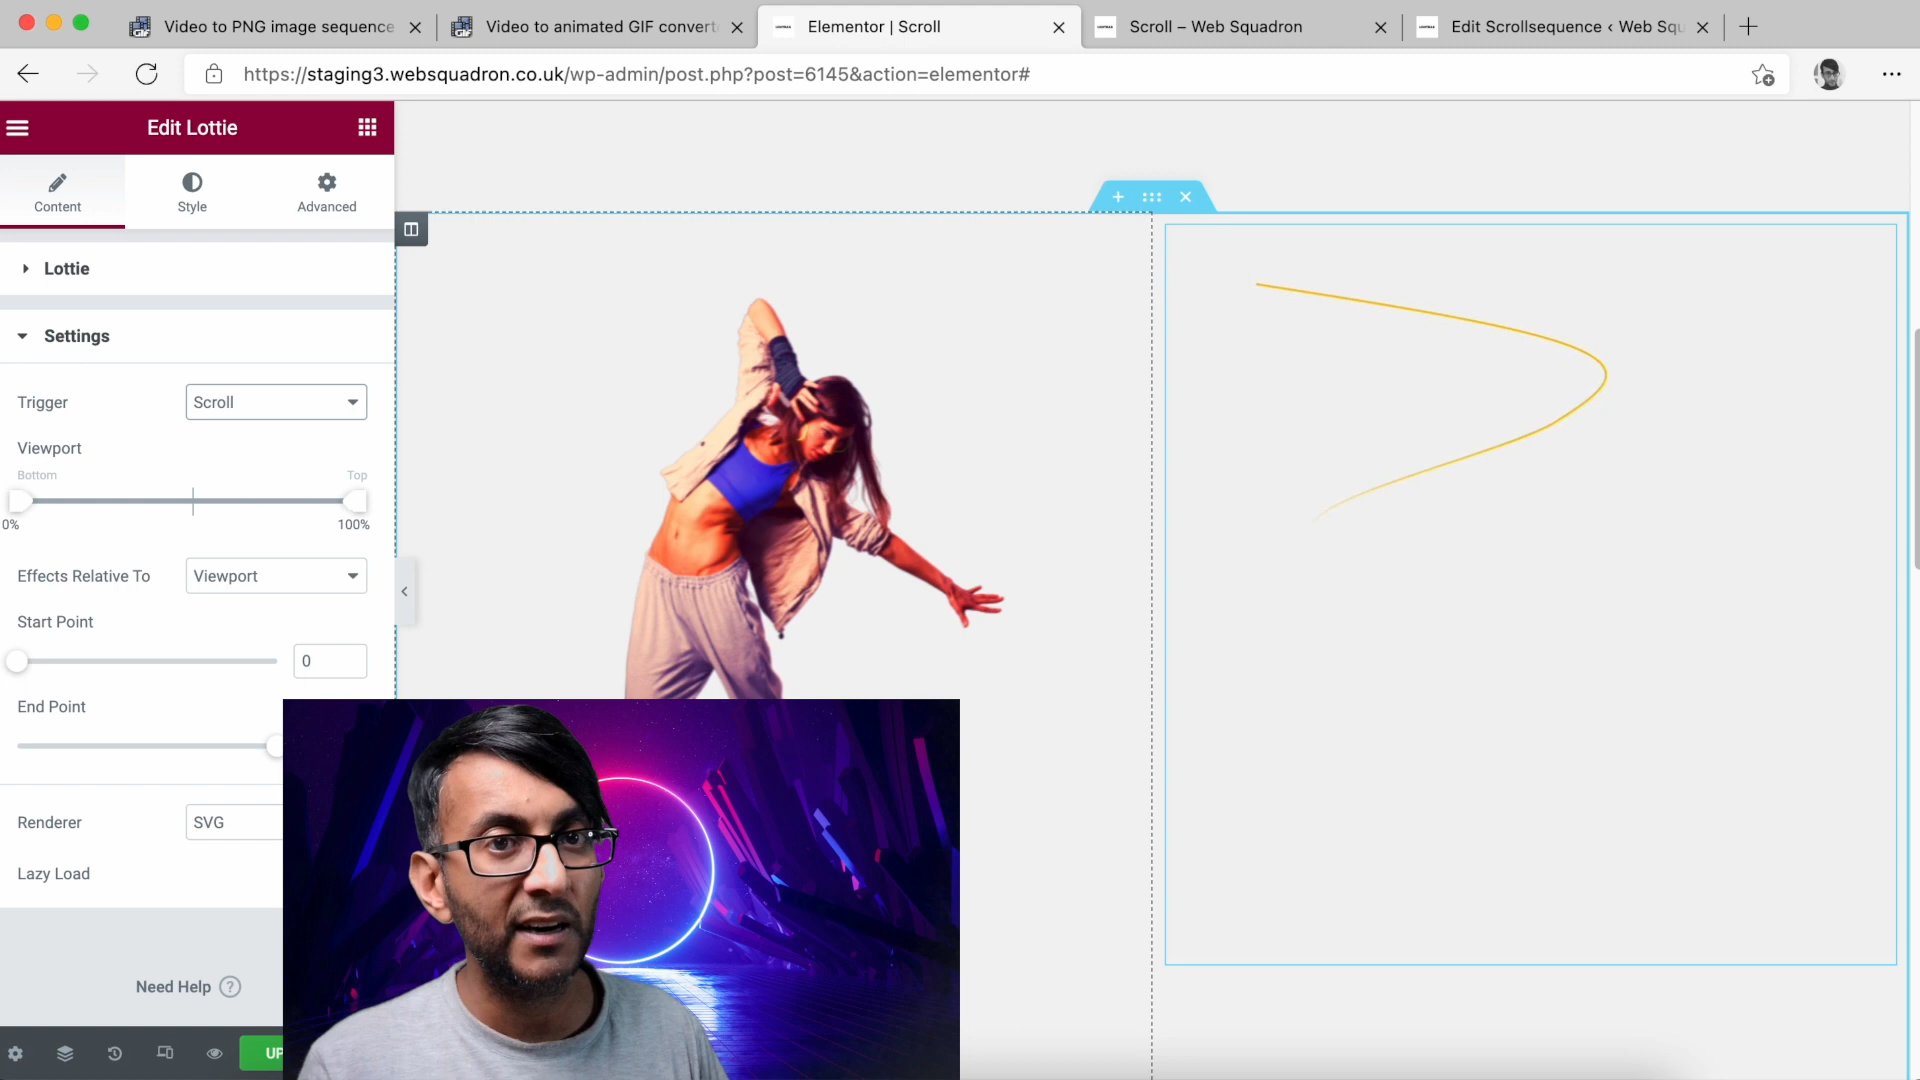 Video to PNG image sequence
Video to animated GIF convert
Elementor | Scroll
Scroll – Web Squadron
Edit Scrollsequence ‹ Web Squ
https://staging3.websquadron.co.uk/wp-admin/post.php?post=6145&action=elementor#
Edit Lottie
Content
Style
Advanced
Lottie
Settings
Trigger
Scroll
Viewport
Bottom
Top
0%
100%
Effects Relative To
Viewport
Start Point
0
End Point
Renderer
SVG
Lazy Load
Need Help ?
UP